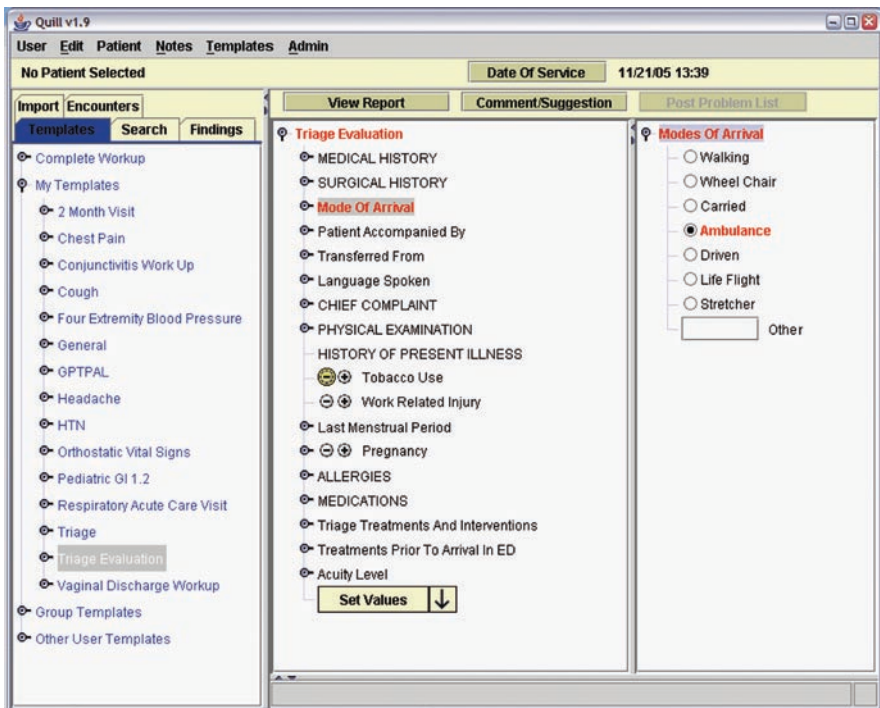 Quill v1.9
User Edit Patient Notes Templates Admin
No Patient Selected
Date Of Service 11/21/05 13:39
Import Encounters
Templates Search Findings
Complete Workup
My Templates
2 Month Visit
Chest Pain
Conjunctivitis Work Up
Cough
Four Extremity Blood Pressure
General
GPTPAL
Headache
HTN
Orthostatic Vital Signs
Pediatric GI 1.2
Respiratory Acute Care Visit
Triage
Triage Evaluation
Vaginal Discharge Workup
Group Templates
Other User Templates
View Report Comment/Suggestion Post Problem List
Triage Evaluation
MEDICAL HISTORY
SURGICAL HISTORY
Mode Of Arrival
Patient Accompanied By
Transferred From
Language Spoken
CHIEF COMPLAINT
PHYSICAL EXAMINATION
HISTORY OF PRESENT ILLNESS
Tobacco Use
Work Related Injury
Last Menstrual Period
Pregnancy
ALLERGIES
MEDICATIONS
Triage Treatments And Interventions
Treatments Prior To Arrival In ED
Acuity Level
Set Values
Modes Of Arrival
Walking
Wheel Chair
Carried
Ambulance
Driven
Life Flight
Stretcher
Other